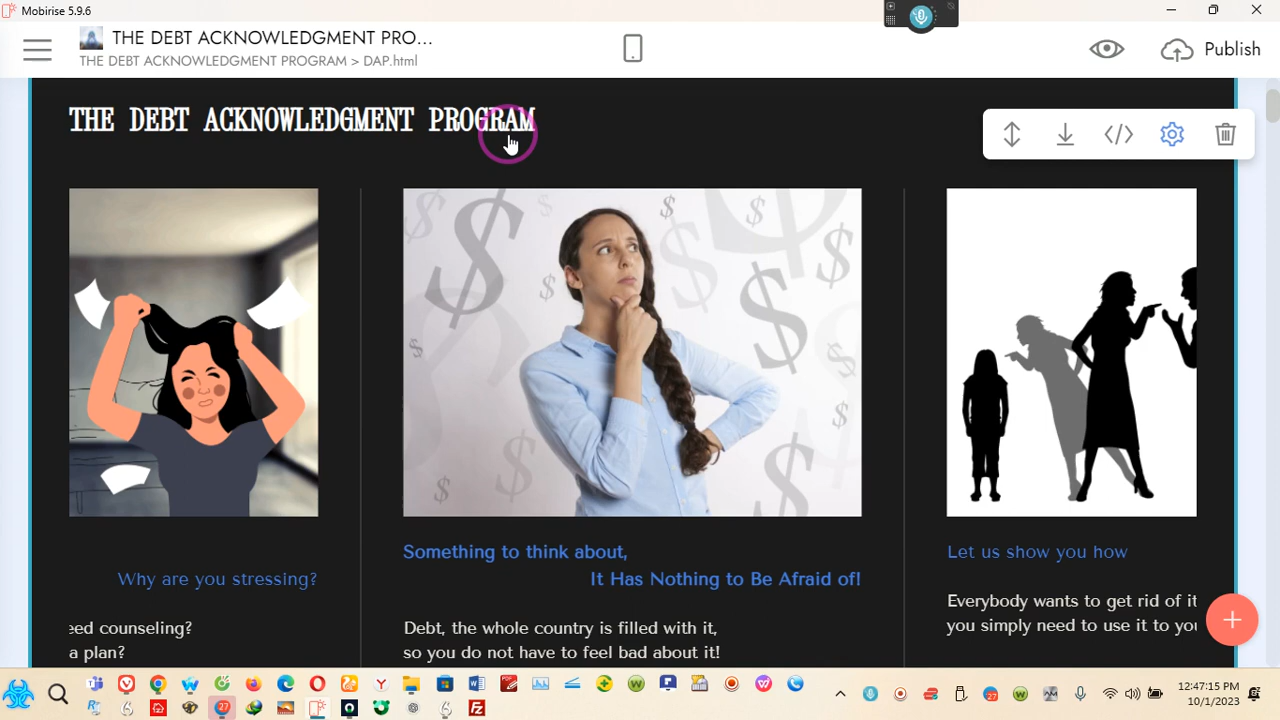 Mobirise 5.9.6
THE DEBT ACKNOWLEDGMENT PRO...
THE DEBT ACKNOWLEDGMENT PROGRAM > DAP.html
Publish
THE DEBT ACKNOWLEDGMENT PROGRAM
Why are you stressing?
eed counseling?
a plan?
Something to think about,
It Has Nothing to Be Afraid of!
Debt, the whole country is filled with it,
so you do not have to feel bad about it!
Let us show you how
Everybody wants to get rid of it
you simply need to use it to you
12:47:15 PM
10/1/2023